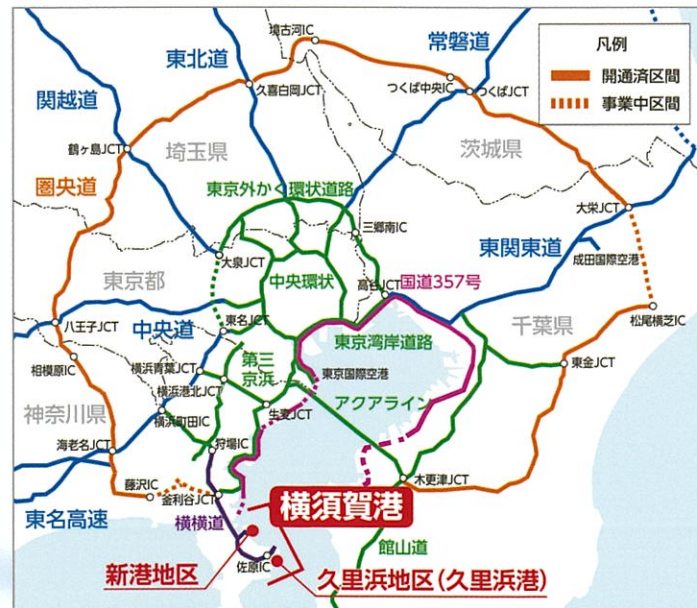 境古河IC
常磐道
東北道
凡例
開通済区間
事業中区間
久喜白岡JCT
つくば中央IC
つくばJCT
関越道
鶴ヶ島JCT
埼玉県
茨城県
圏央道
東京外かく環状道路
大栄JCT
三郷南IC
東関東道
成田国際空港
大泉JCT
東京都
中央環状
高谷JCT
国道357号
千葉県
松尾横芝IC
八王子JCT
中央道
東名JCT
東京湾岸道路
相模原IC
横浜青葉JCT
第三
京浜
東京国際空港
東金JCT
横浜港北JCT
アクアライン
神奈川県
横浜町田IC
生麦JCT
狩場IC
海老名JCT
木更津JCT
藤沢IC
釜利谷JCT
東名高速
横横道
横須賀港
館山道
新港地区
佐原IC
久里浜地区(久里浜港)